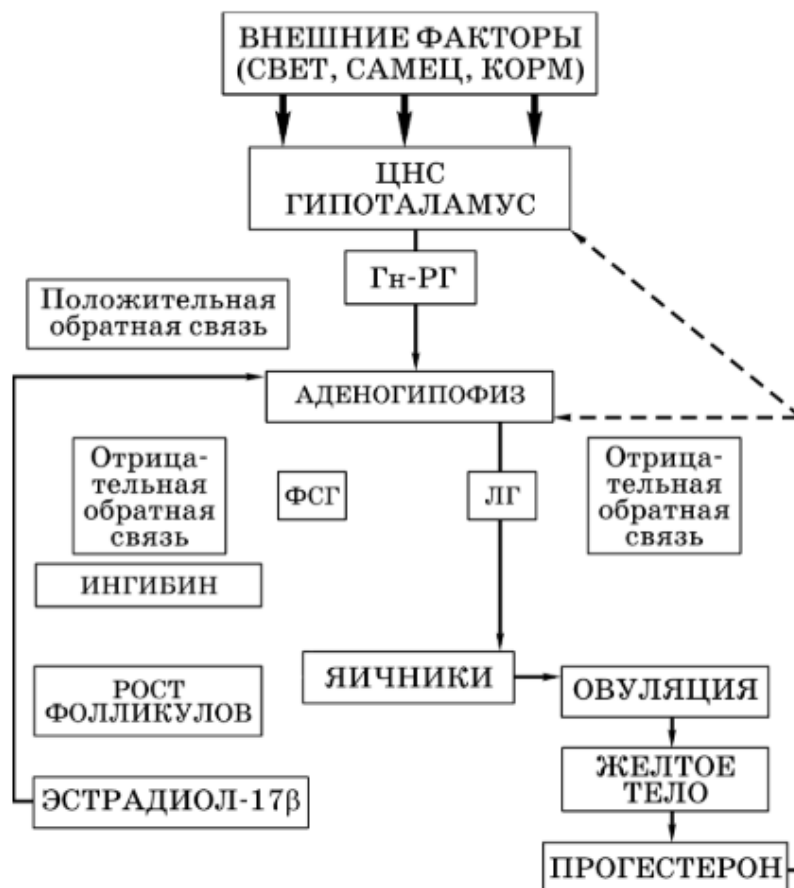 ВНЕШНИЕ ФАКТОРЫ
(СВЕТ, САМЕЦ, КОРМ)
ЦНС
ГИПОТАЛАМУС
Гн-РГ
Положительная
обратная связь
АДЕНОГИПОФИЗ
Отрица-
тельная
обратная
связь
ФСГ
ЛГ
Отрица-
тельная
обратная
связь
ИНГИБИН
РОСТ
ФОЛЛИКУЛОВ
ЯИЧНИКИ
ОВУЛЯЦИЯ
ЖЕЛТОЕ
ТЕЛО
ЭСТРАДИОЛ-17β
ПРОГЕСТЕРОН